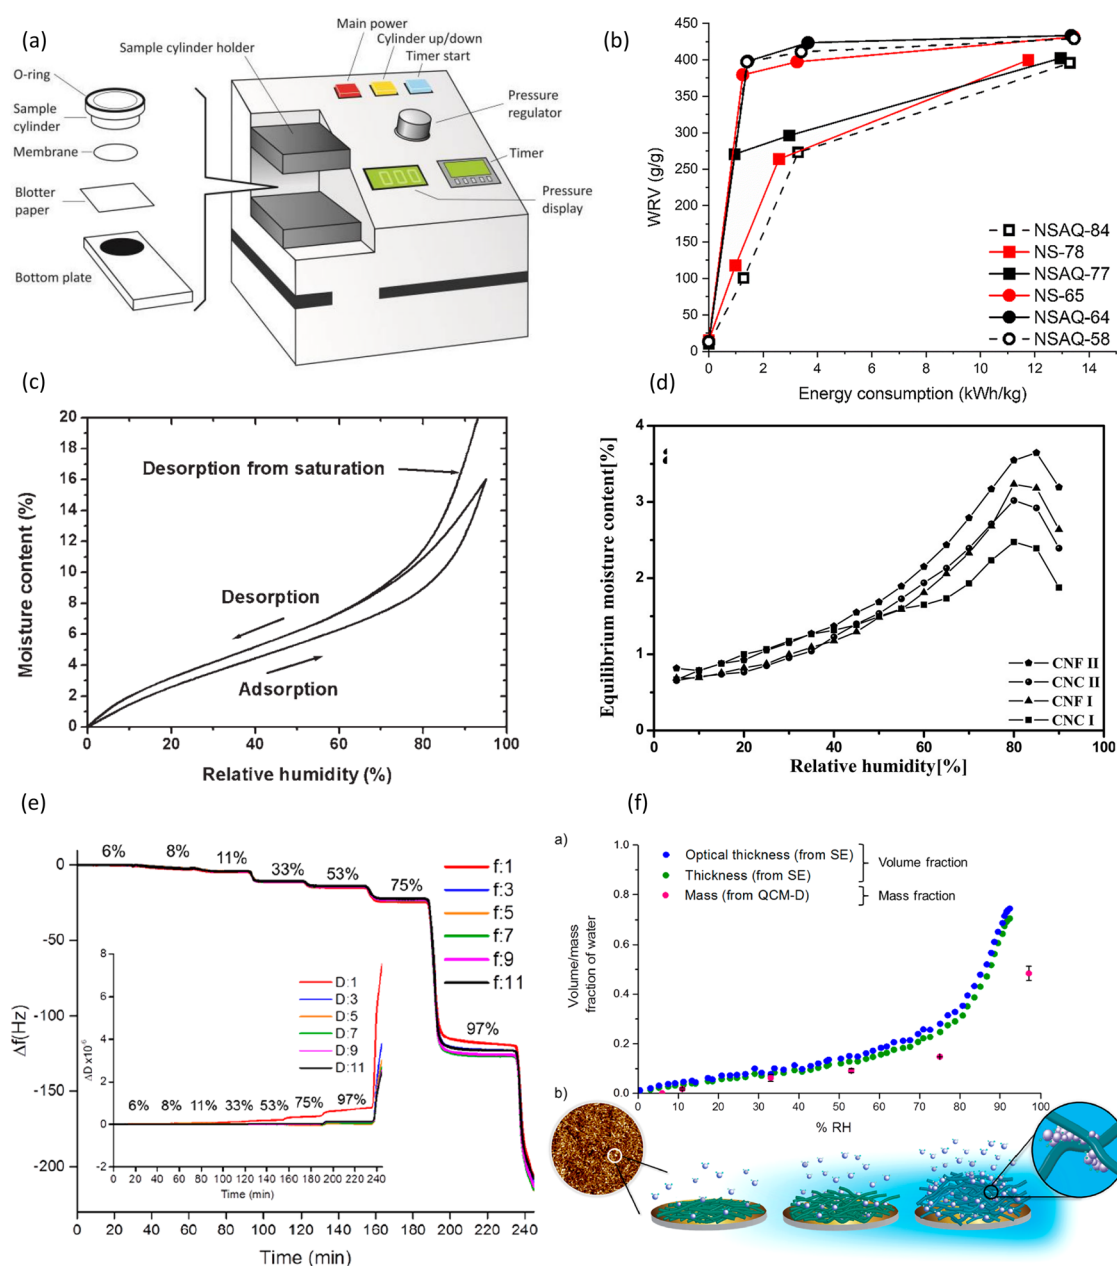 (a)
Main power
Sample cylinder holder
Cylinder up/down
Timer start
O-ring
Sample
cylinder
Membrane
Blotter
paper
Bottom plate
Pressure
regulator
Timer
000
Pressure
display
(b)
WRV (g/g)
450
400
350
300
250
200
150
100
50
0
NSAQ-84
NS-78
NSAQ-77
NS-65
NSAQ-64
NSAQ-58
0 2 4 6 8 10 12 14
Energy consumption (kWh/kg)
(c)
Moisture content (%)
20
18
16
14
12
10
8
6
4
2
0
Desorption from saturation
Desorption
Adsorption
0 20 40 60 80 100
Relative humidity (%)
(d)
Equilibrium moisture content[%]
4
3
2
1
0
CNF II
CNC II
CNF I
CNC I
0 20 40 60 80 100
Relative humidity[%]
(e)
Δf(Hz)
0
-50
-100
-150
-200
6% 8% 11% 33% 53% 75%
97%
f:1
f:3
f:5
f:7
f:9
f:11
ΔD x10-6
8
6
4
2
0
-2
D:1
D:3
D:5
D:7
D:9
D:11
6% 8% 11% 33% 53% 75% 97%
0 20 40 60 80 100 120 140 160 180 200 220 240
Time (min)
0 40 80 120 160 200 240
Time (min)
(f)
a)
Volume/mass
fraction of water
1.0
0.8
0.6
0.4
0.2
0.0
Optical thickness (from SE)
Thickness (from SE)
Volume fraction
Mass (from QCM-D)
Mass fraction
0 10 20 30 40 50 60 70 80 90 100
% RH
b)